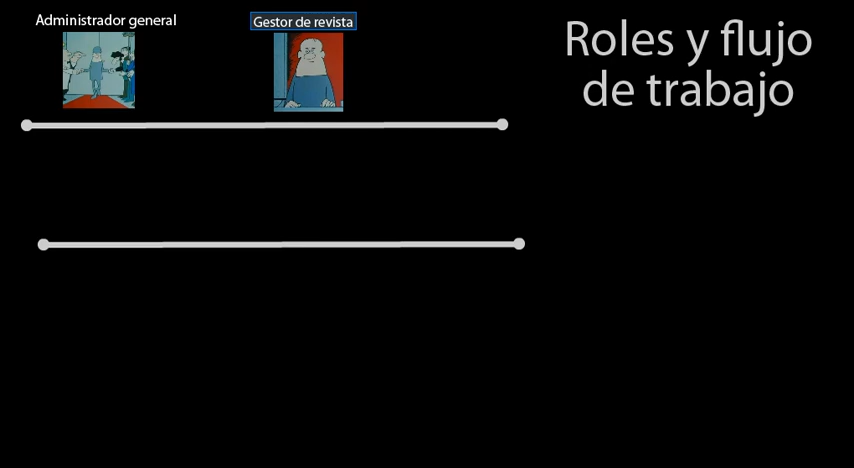 Administrador general
Gestor de revista
Roles y flujo
de trabajo